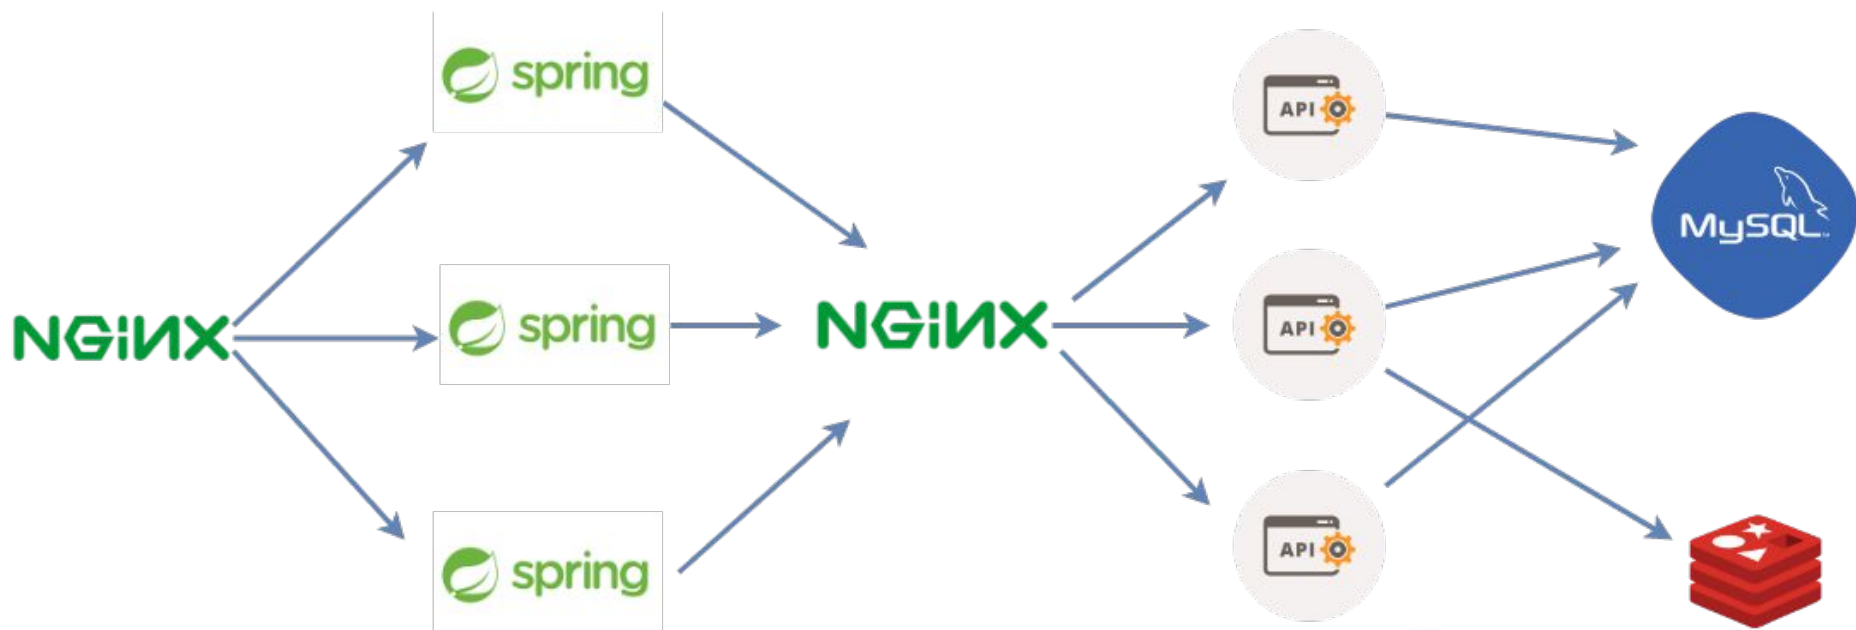 spring
API
NGiNX
spring
NGiNX
API
MySQL
spring
API